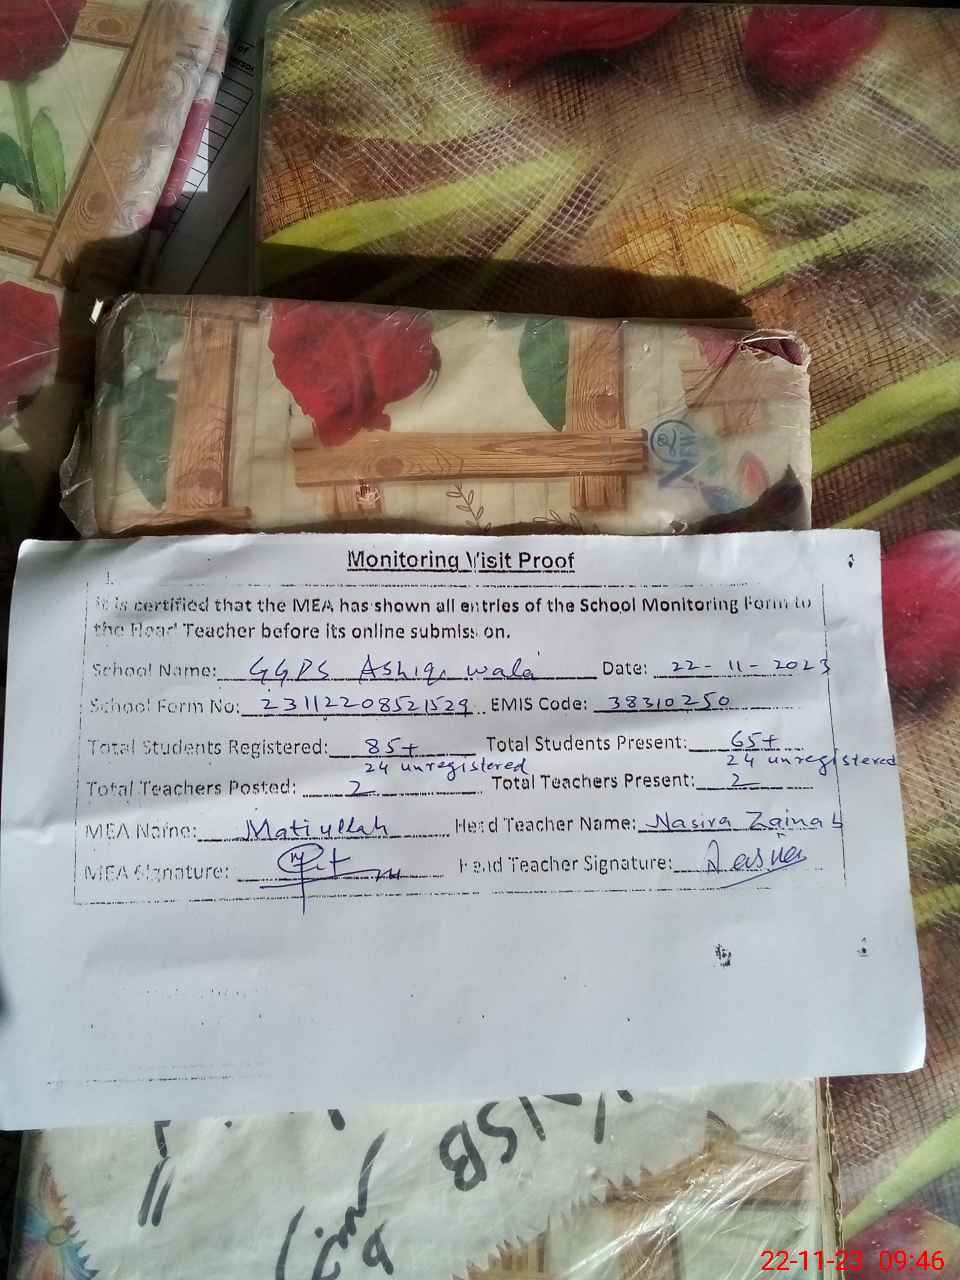 of
Monitoring Visit Proof
It is certified that the MEA has shown all entries of the School Monitoring Form to
the Head Teacher before its online submission.
School Name: GGPS Ashiq wala Date: 22-11-2023
School Form No: 23112208521529 EMIS Code: 38310250
Total Students Registered: 85+ Total Students Present: 65+
24 unregistered 24 unregistered
Total Teachers Posted: 2 Total Teachers Present: 2
MEA Name: Matiullah Head Teacher Name: Nasira Zainab
MEA Signature: Head Teacher Signature:
NEW
22-11-23 09:46